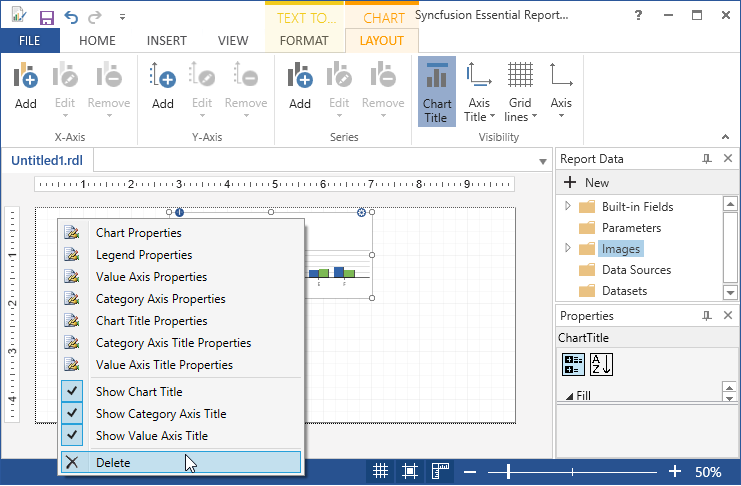 TEXT TO... CHART Syncfusion Essential Report... ?
FILE HOME INSERT VIEW FORMAT LAYOUT
Add Edit Remove Add Edit Remove Add Edit Remove Chart Title Axis Title Grid lines Axis
X-Axis Y-Axis Series Visibility
Untitled1.rdl
1 2 3 4 5 6 7 8 9
1
2
3
4
Chart Properties
Legend Properties
Value Axis Properties
Category Axis Properties
Chart Title Properties
Category Axis Title Properties
Value Axis Title Properties
Show Chart Title
Show Category Axis Title
Show Value Axis Title
Delete
E F
Report Data
New
Built-in Fields
Parameters
Images
Data Sources
Datasets
Properties
ChartTitle
A
Z
Fill
50%